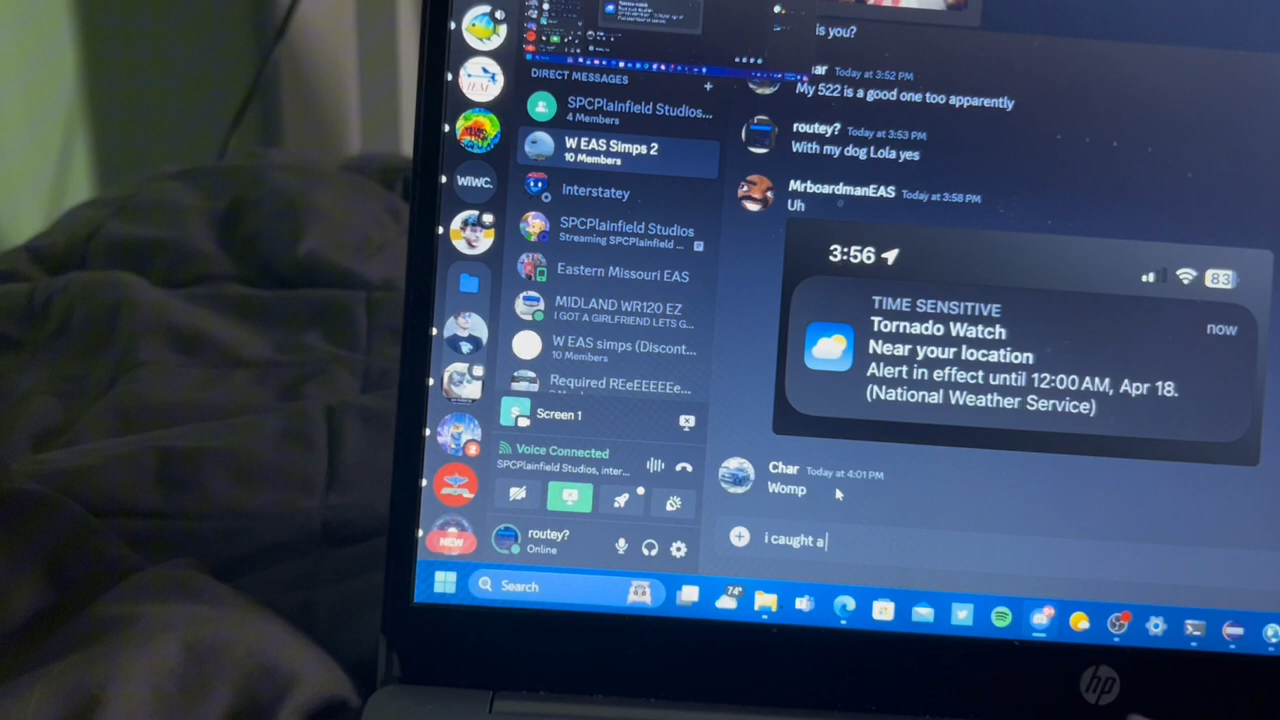 DIRECT MESSAGES
+
SPCPlainfield Studios...
4 Members
W EAS Simps 2
10 Members
Interstatey
SPCPlainfield Studios
Streaming SPCPlainfield ...
Eastern Missouri EAS
MIDLAND WR120 EZ
I GOT A GIRLFRIEND LETS G...
W EAS simps (Discont...
10 Members
Required REeEEEEe...
WIWC.
2
NEW
Screen 1
Voice Connected
SPCPlainfield Studios, inter...
routey?
Online
is you?
Today at 3:52 PM
My 522 is a good one too apparently
routey? Today at 3:53 PM
With my dog Lola yes
MrboardmanEAS Today at 3:58 PM
Uh
3:56
83
TIME SENSITIVE
Tornado Watch
now
Near your location
Alert in effect until 12:00 AM, Apr 18.
(National Weather Service)
Char Today at 4:01 PM
Womp
i caught a
Search
74°
hp